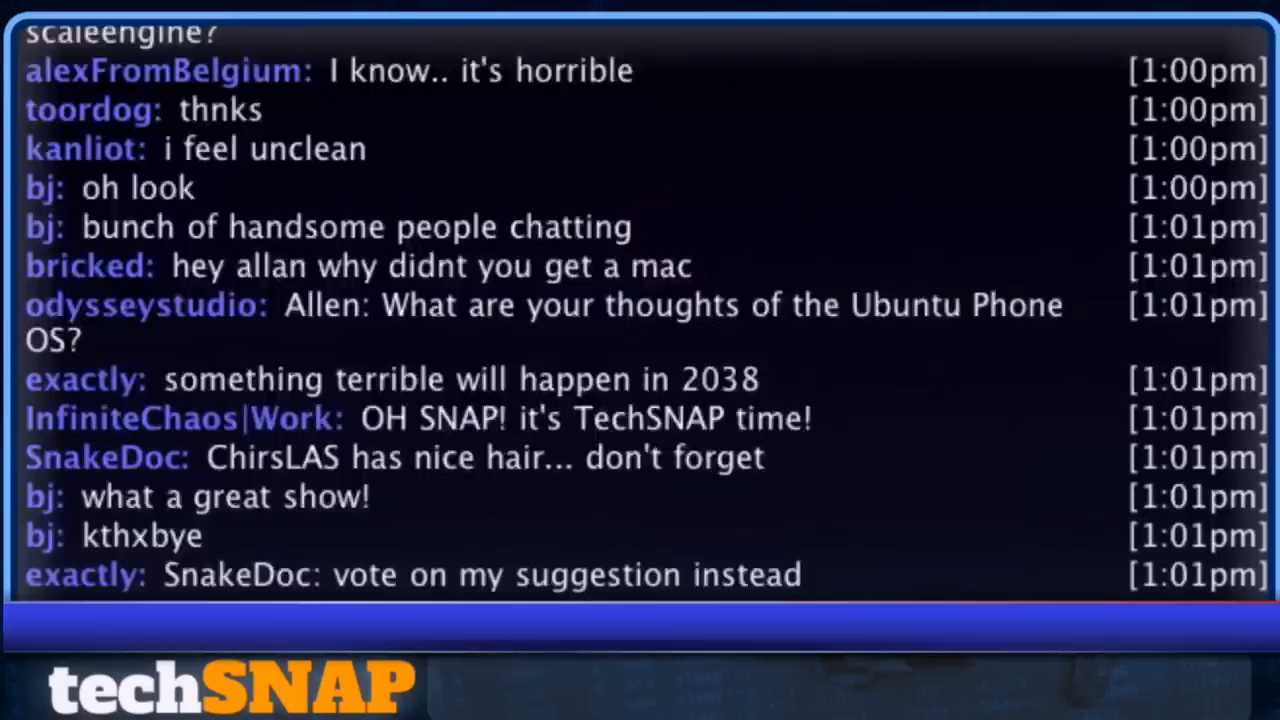 scaleengine?
alexFromBelgium: I know.. it's horrible [1:00pm]
toordog: thnks [1:00pm]
kanliot: i feel unclean [1:00pm]
bj: oh look [1:00pm]
bj: bunch of handsome people chatting [1:01pm]
bricked: hey allan why didnt you get a mac [1:01pm]
odysseystudio: Allen: What are your thoughts of the Ubuntu Phone [1:01pm]
OS?
exactly: something terrible will happen in 2038 [1:01pm]
InfiniteChaos|Work: OH SNAP! it's TechSNAP time! [1:01pm]
SnakeDoc: ChirsLAS has nice hair... don't forget [1:01pm]
bj: what a great show! [1:01pm]
bj: kthxbye [1:01pm]
exactly: SnakeDoc: vote on my suggestion instead [1:01pm]
techSNAP